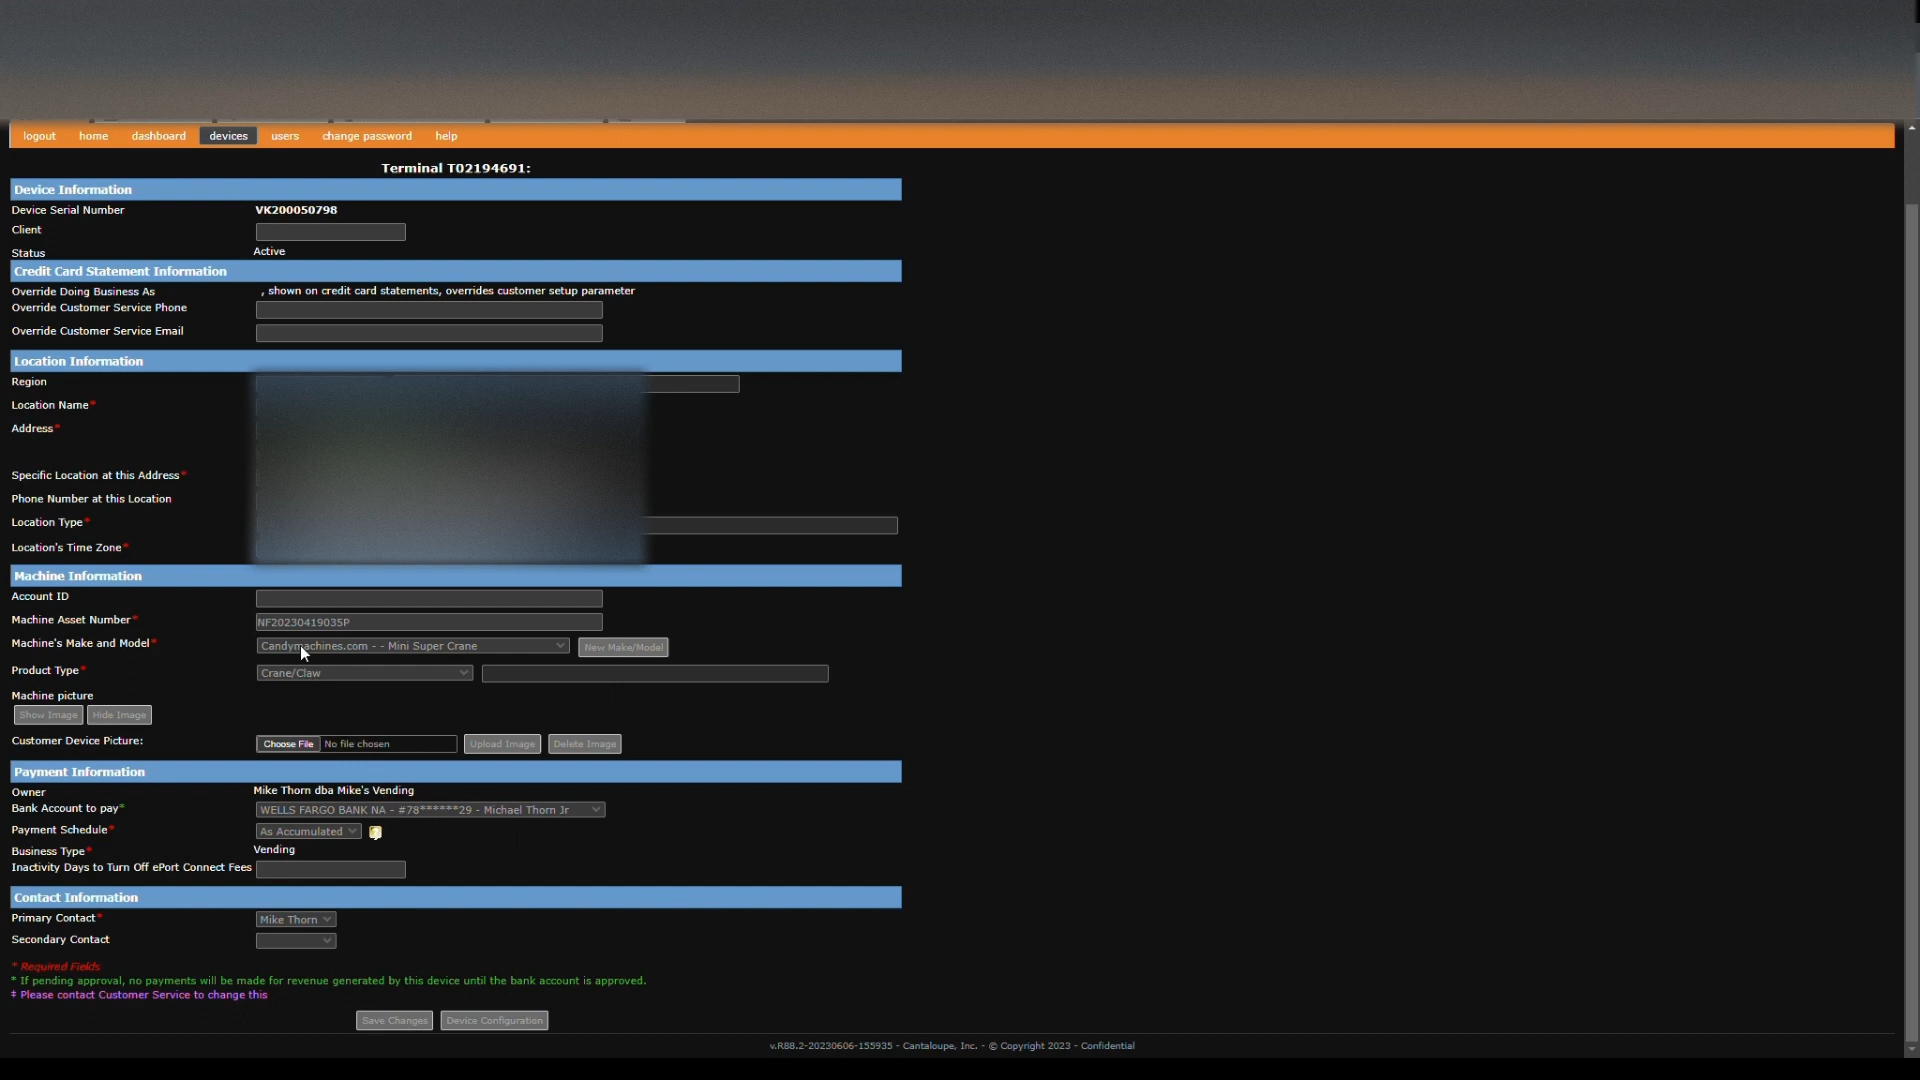 logout home dashboard devices users change password help
Terminal T02194691:
Device Information
Device Serial Number VK200050798
Client
Status Active
Credit Card Statement Information
Override Doing Business As , shown on credit card statements, overrides customer setup parameter
Override Customer Service Phone
Override Customer Service Email
Location Information
Region
Location Name*
Address*
Specific Location at this Address*
Phone Number at this Location
Location Type*
Location's Time Zone*
Machine Information
Account ID
Machine Asset Number* NF20230419035P
Machine's Make and Model* Candymachines.com - - Mini Super Crane New Make/Model
Product Type* Crane/Claw
Machine picture
Show Image Hide Image
Customer Device Picture: Choose File No file chosen Upload Image Delete Image
Payment Information
Owner Mike Thorn dba Mike's Vending
Bank Account to pay* WELLS FARGO BANK NA - #78******29 - Michael Thorn Jr
Payment Schedule* As Accumulated
Business Type* Vending
Inactivity Days to Turn Off ePort Connect Fees
Contact Information
Primary Contact* Mike Thorn
Secondary Contact
* Required Fields
* If pending approval, no payments will be made for revenue generated by this device until the bank account is approved.
‡ Please contact Customer Service to change this
Save Changes Device Configuration
v.R88.2-20230606-155935 - Cantaloupe, Inc. - © Copyright 2023 - Confidential